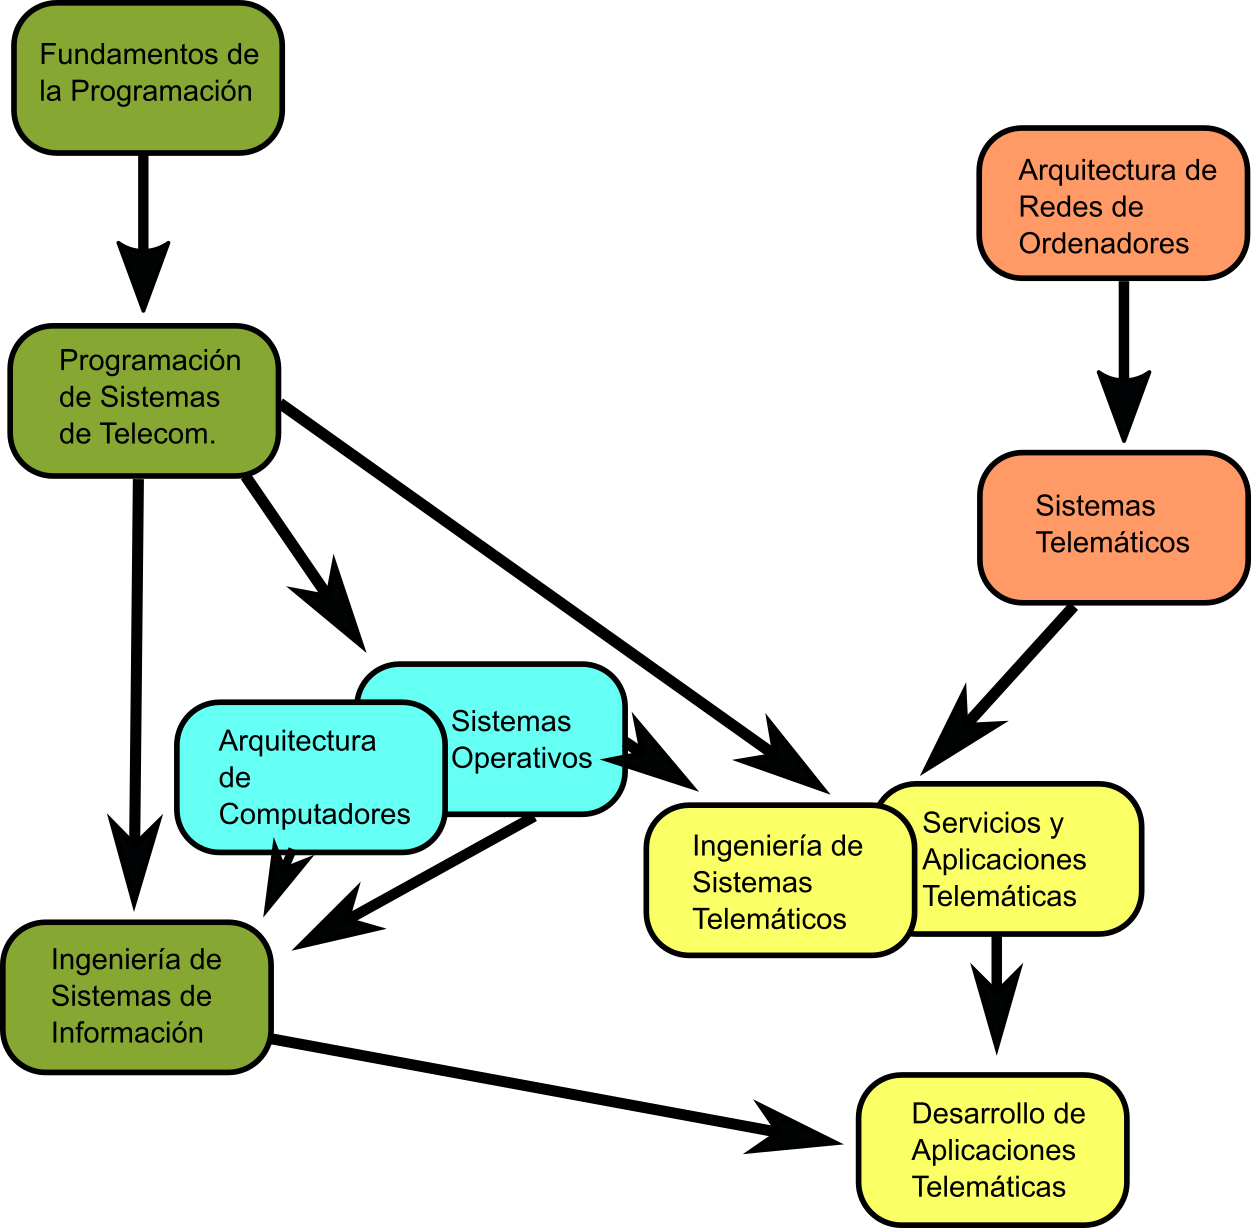 Fundamentos de
la Programación
Arquitectura de
Redes de
Ordenadores
Programación
de Sistemas
de Telecom.
Sistemas
Telemáticos
Sistemas
Operativos
Arquitectura
de
Computadores
Servicios y
Aplicaciones
Telemáticas
Ingeniería de
Sistemas
Telemáticos
Ingeniería de
Sistemas de
Información
Desarrollo de
Aplicaciones
Telemáticas